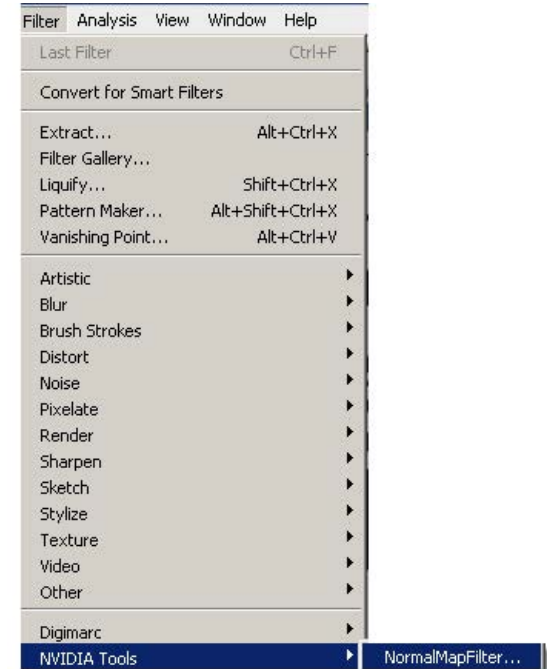 Filter Analysis View Window Help
Last Filter Ctrl+F
Convert for Smart Filters
Extract... Alt+Ctrl+X
Filter Gallery...
Liquify... Shift+Ctrl+X
Pattern Maker... Alt+Shift+Ctrl+X
Vanishing Point... Alt+Ctrl+V
Artistic
Blur
Brush Strokes
Distort
Noise
Pixelate
Render
Sharpen
Sketch
Stylize
Texture
Video
Other
Digimarc
NVIDIA Tools NormalMapFilter...